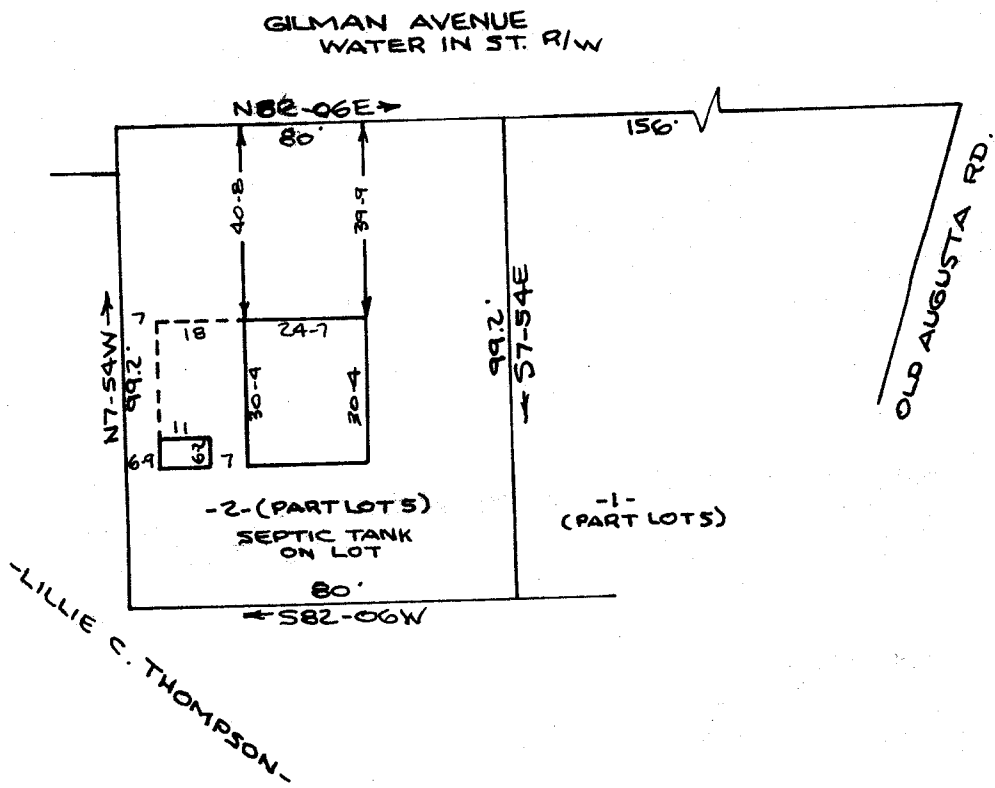 GILMAN AVENUE
WATER IN ST. R/W
N82-06E
80'
156'
40-8
39-9
OLD AUGUSTA RD.
N7-54W
99.2'
7
18
24-7
99.2'
S7-54E
30-4
30-4
11
6-9
6-2
7
-2-(PART LOT 5)
SEPTIC TANK
ON LOT
-1-
(PART LOT 5)
80'
S82-06W
-LILLIE C. THOMPSON-